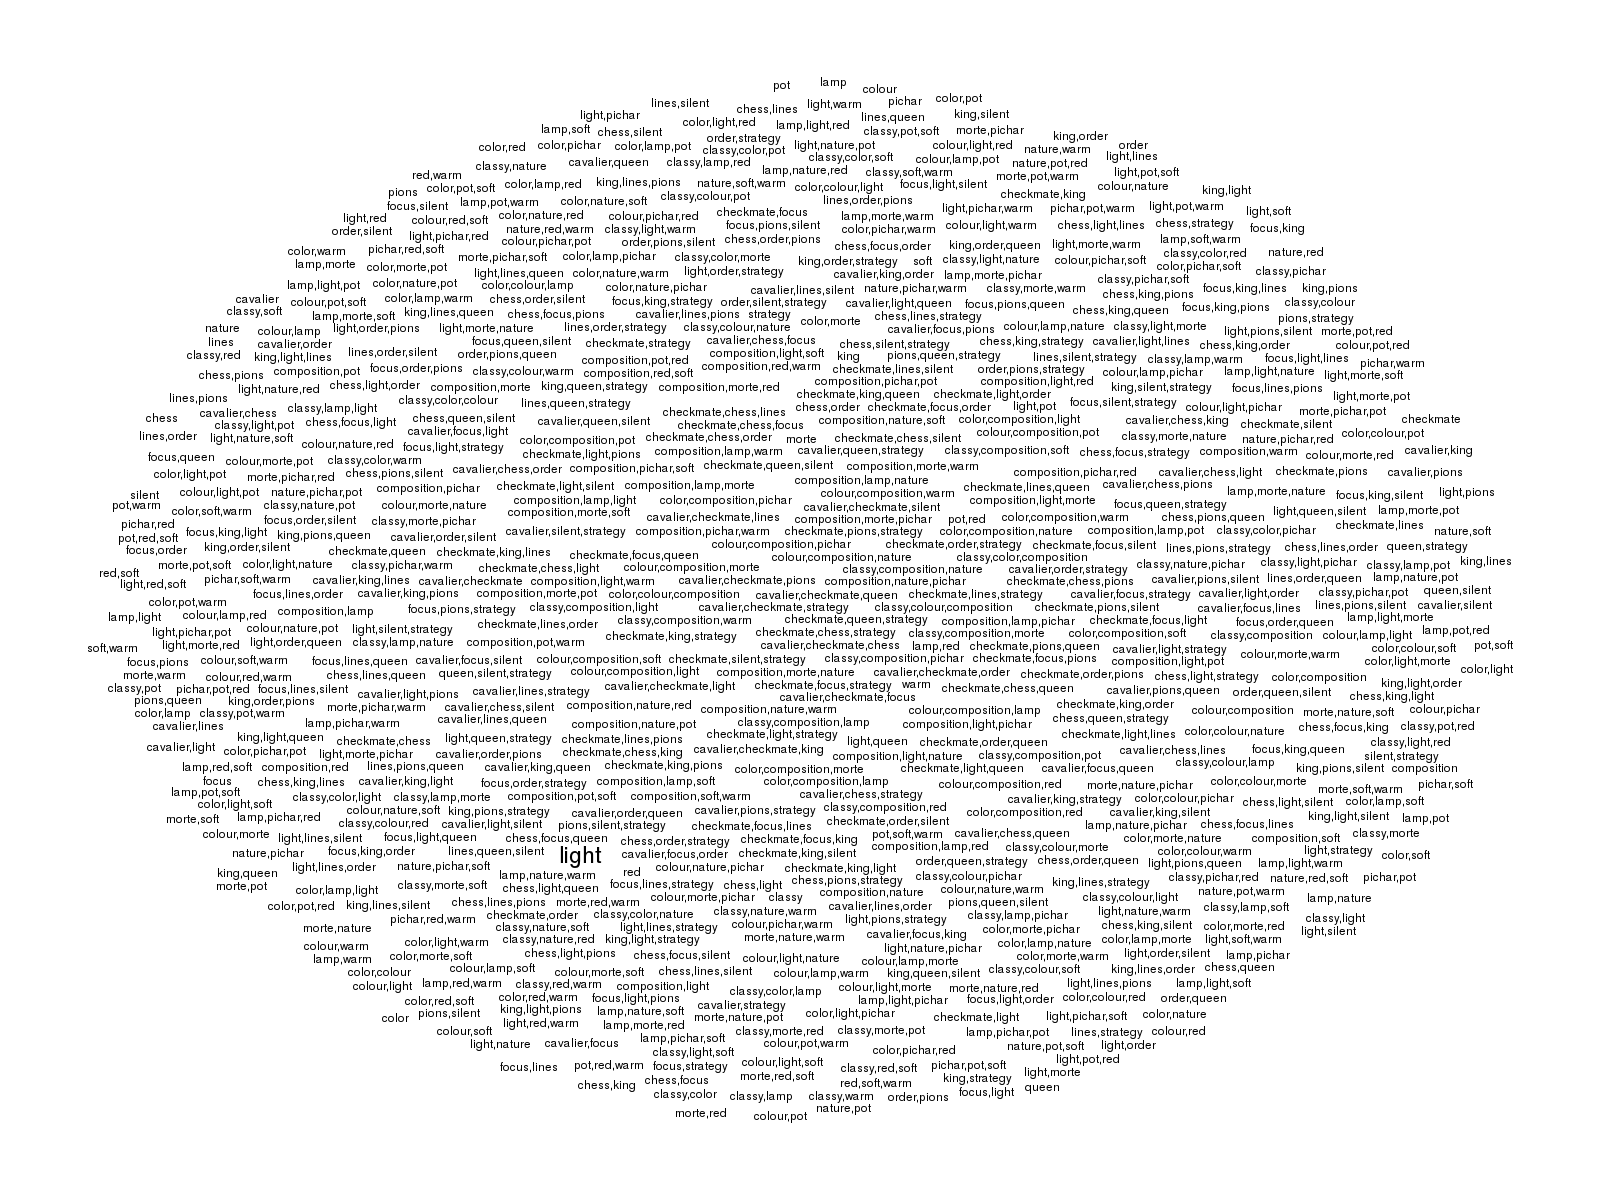 pot lamp colour
lines,silent chess,lines light,warm pichar color,pot
light,pichar color,light,red lamp,light,red lines,queen king,silent
lamp,soft chess,silent order,strategy classy,pot,soft morte,pichar king,order
color,red color,pichar color,lamp,pot classy,color,pot light,nature,pot colour,light,red nature,warm order
classy,nature cavalier,queen classy,lamp,red classy,color,soft colour,lamp,pot nature,pot,red light,lines
red,warm lamp,nature,red classy,soft,warm morte,pot,warm light,pot,soft
pions color,pot,soft color,lamp,red king,lines,pions nature,soft,warm color,colour,light focus,light,silent checkmate,king colour,nature king,light
focus,silent lamp,pot,warm color,nature,soft classy,colour,pot lines,order,pions light,pichar,warm pichar,pot,warm light,pot,warm light,soft
light,red colour,red,soft color,nature,red colour,pichar,red checkmate,focus lamp,morte,warm
order,silent light,pichar,red nature,red,warm classy,light,warm focus,pions,silent color,pichar,warm colour,light,warm chess,light,lines chess,strategy focus,king
color,warm pichar,red,soft colour,pichar,pot order,pions,silent chess,order,pions chess,focus,order king,order,queen light,morte,warm lamp,soft,warm
lamp,morte color,morte,pot morte,pichar,soft color,lamp,pichar classy,color,morte king,order,strategy soft classy,light,nature colour,pichar,soft classy,color,red nature,red
light,lines,queen color,nature,warm light,order,strategy cavalier,king,order lamp,morte,pichar classy,pichar,soft color,pichar,soft classy,pichar
lamp,light,pot color,nature,pot color,colour,lamp color,nature,pichar cavalier,lines,silent nature,pichar,warm classy,morte,warm chess,king,pions focus,king,lines king,pions
cavalier colour,pot,soft color,lamp,warm chess,order,silent focus,king,strategy order,silent,strategy cavalier,light,queen focus,pions,queen chess,king,queen focus,king,pions classy,colour
classy,soft lamp,morte,soft king,lines,queen chess,focus,pions cavalier,lines,pions strategy color,morte chess,lines,strategy pions,strategy
nature colour,lamp light,order,pions light,morte,nature lines,order,strategy classy,colour,nature cavalier,focus,pions colour,lamp,nature classy,light,morte light,pions,silent morte,pot,red
lines cavalier,order focus,queen,silent checkmate,strategy cavalier,chess,focus chess,silent,strategy chess,king,strategy cavalier,light,lines chess,king,order colour,pot,red
classy,red king,light,lines lines,order,silent order,pions,queen composition,pot,red composition,light,soft king pions,queen,strategy lines,silent,strategy classy,lamp,warm focus,light,lines pichar,warm
chess,pions composition,pot focus,order,pions classy,colour,warm composition,red,soft composition,red,warm checkmate,lines,silent order,pions,strategy colour,lamp,pichar lamp,light,nature light,morte,soft
light,nature,red chess,light,order composition,morte king,queen,strategy composition,morte,red composition,pichar,pot composition,light,red king,silent,strategy focus,lines,pions
lines,pions classy,color,colour lines,queen,strategy checkmate,king,queen checkmate,light,order focus,silent,strategy light,morte,pot
chess cavalier,chess classy,lamp,light chess,queen,silent checkmate,chess,lines chess,order checkmate,focus,order light,pot colour,light,pichar morte,pichar,pot checkmate
classy,light,pot chess,focus,light cavalier,focus,light cavalier,queen,silent checkmate,chess,focus composition,nature,soft color,composition,light cavalier,chess,king checkmate,silent
lines,order light,nature,soft colour,nature,red focus,light,strategy color,composition,pot checkmate,chess,order morte checkmate,chess,silent colour,composition,pot classy,morte,nature nature,pichar,red color,colour,pot
focus,queen colour,morte,pot classy,color,warm checkmate,light,pions composition,lamp,warm cavalier,queen,strategy classy,composition,soft chess,focus,strategy composition,warm colour,morte,red cavalier,king
color,light,pot morte,pichar,red chess,pions,silent cavalier,chess,order composition,pichar,soft checkmate,queen,silent composition,morte,warm composition,pichar,red cavalier,chess,light checkmate,pions cavalier,pions
silent colour,light,pot nature,pichar,pot composition,pichar checkmate,light,silent composition,lamp,morte composition,lamp,nature colour,composition,warm checkmate,lines,queen cavalier,chess,pions lamp,morte,nature focus,king,silent light,pions
pot,warm color,soft,warm classy,nature,pot colour,morte,nature composition,lamp,light composition,morte,soft color,composition,pichar cavalier,checkmate,silent composition,light,morte focus,queen,strategy light,queen,silent lamp,morte,pot
pichar,red focus,order,silent classy,morte,pichar cavalier,checkmate,lines composition,morte,pichar pot,red color,composition,warm chess,pions,queen checkmate,lines
pot,red,soft focus,king,light king,pions,queen cavalier,order,silent cavalier,silent,strategy composition,pichar,warm checkmate,pions,strategy color,composition,nature composition,lamp,pot classy,color,pichar nature,soft
focus,order king,order,silent checkmate,queen checkmate,king,lines checkmate,focus,queen colour,composition,pichar checkmate,order,strategy checkmate,focus,silent lines,pions,strategy chess,lines,order queen,strategy
morte,pot,soft color,light,nature classy,pichar,warm checkmate,chess,light colour,composition,morte colour,composition,nature classy,color,composition classy,nature,pichar classy,light,pichar classy,lamp,pot king,lines
red,soft light,red,soft pichar,soft,warm cavalier,king,lines cavalier,checkmate composition,light,warm cavalier,checkmate,pions composition,nature,pichar classy,composition,nature cavalier,order,strategy checkmate,chess,pions cavalier,pions,silent lines,order,queen lamp,nature,pot
color,pot,warm focus,lines,order cavalier,king,pions composition,morte,pot color,colour,composition cavalier,checkmate,queen checkmate,lines,strategy cavalier,focus,strategy cavalier,light,order classy,pichar,pot queen,silent
lamp,light colour,lamp,red composition,lamp focus,pions,strategy classy,composition,light cavalier,checkmate,strategy classy,colour,composition checkmate,pions,silent cavalier,focus,lines lines,pions,silent cavalier,silent
light,pichar,pot colour,nature,pot light,silent,strategy checkmate,lines,order classy,composition,warm checkmate,queen,strategy composition,lamp,pichar checkmate,focus,light focus,order,queen lamp,light,morte
soft,warm light,morte,red light,order,queen classy,lamp,nature composition,pot,warm checkmate,king,strategy checkmate,chess,strategy cavalier,checkmate,chess classy,composition,morte lamp,red checkmate,pions,queen color,composition,soft cavalier,light,strategy classy,composition colour,lamp,light lamp,pot,red pot,soft
focus,pions colour,soft,warm focus,lines,queen cavalier,focus,silent colour,composition,soft checkmate,silent,strategy classy,composition,pichar checkmate,focus,pions composition,light,pot colour,morte,warm color,colour,soft color,light,morte
morte,warm colour,red,warm chess,lines,queen queen,silent,strategy colour,composition,light composition,morte,nature cavalier,checkmate,order checkmate,order,pions chess,light,strategy color,composition color,light
classy,pot pichar,pot,red focus,lines,silent cavalier,light,pions cavalier,lines,strategy cavalier,checkmate,light checkmate,focus,strategy warm checkmate,chess,queen cavalier,pions,queen order,queen,silent king,light,order
pions,queen king,order,pions morte,pichar,warm cavalier,chess,silent composition,nature,red composition,nature,warm cavalier,checkmate,focus colour,composition,lamp checkmate,king,order colour,composition morte,nature,soft chess,king,light colour,pichar
color,lamp classy,pot,warm lamp,pichar,warm cavalier,lines,queen composition,nature,pot classy,composition,lamp composition,light,pichar chess,queen,strategy color,colour,nature chess,focus,king classy,pot,red
cavalier,lines king,light,queen checkmate,chess light,queen,strategy checkmate,lines,pions checkmate,light,strategy light,queen checkmate,order,queen checkmate,light,lines classy,light,red
cavalier,light color,pichar,pot light,morte,pichar cavalier,order,pions checkmate,chess,king cavalier,checkmate,king composition,light,nature classy,composition,pot cavalier,chess,lines focus,king,queen silent,strategy
lamp,red,soft composition,red lines,pions,queen cavalier,king,queen checkmate,king,pions color,composition,morte checkmate,light,queen cavalier,focus,queen classy,colour,lamp king,pions,silent composition
focus chess,king,lines cavalier,king,light focus,order,strategy composition,lamp,soft color,composition,lamp colour,composition,red morte,nature,pichar color,colour,morte pichar,soft
lamp,pot,soft classy,color,light classy,lamp,morte composition,pot,soft composition,soft,warm cavalier,chess,strategy cavalier,king,strategy color,colour,pichar morte,soft,warm
color,light,soft colour,nature,soft king,pions,strategy cavalier,order,queen cavalier,pions,strategy classy,composition,red color,composition,red cavalier,king,silent chess,light,silent color,lamp,soft
morte,soft lamp,pichar,red classy,colour,red cavalier,light,silent pions,silent,strategy checkmate,focus,lines checkmate,order,silent lamp,nature,pichar chess,focus,lines king,light,silent lamp,pot
colour,morte light,lines,silent focus,light,queen chess,focus,queen chess,order,strategy checkmate,focus,king pot,soft,warm cavalier,chess,queen color,morte,nature composition,soft classy,morte
nature,pichar focus,king,order lines,queen,silent light cavalier,focus,order checkmate,king,silent composition,lamp,red classy,colour,morte color,colour,warm light,strategy color,soft
king,queen light,lines,order nature,pichar,soft lamp,nature,warm red colour,nature,pichar checkmate,king,light order,queen,strategy chess,order,queen light,pions,queen lamp,light,warm
morte,pot color,lamp,light classy,morte,soft chess,light,queen focus,lines,strategy chess,light chess,pions,strategy classy,colour,pichar king,lines,strategy classy,pichar,red nature,red,soft pichar,pot
color,pot,red king,lines,silent chess,lines,pions morte,red,warm colour,morte,pichar classy composition,nature colour,nature,warm classy,colour,light nature,pot,warm lamp,nature
pichar,red,warm checkmate,order classy,color,nature classy,nature,warm cavalier,lines,order pions,queen,silent light,nature,warm classy,lamp,soft
morte,nature classy,nature,soft light,lines,strategy colour,pichar,warm light,pions,strategy classy,lamp,pichar color,morte,pichar chess,king,silent color,morte,red classy,light light,silent
colour,warm color,light,warm classy,nature,red king,light,strategy morte,nature,warm cavalier,focus,king color,lamp,nature color,lamp,morte light,soft,warm
lamp,warm color,morte,soft chess,light,pions chess,focus,silent colour,light,nature light,nature,pichar color,morte,warm light,order,silent lamp,pichar
color,colour colour,lamp,soft colour,morte,soft chess,lines,silent colour,lamp,warm colour,lamp,morte king,queen,silent classy,colour,soft king,lines,order chess,queen
colour,light lamp,red,warm classy,red,warm composition,light classy,color,lamp colour,light,morte morte,nature,red light,lines,pions lamp,light,soft
color,red,soft color,red,warm focus,light,pions cavalier,strategy lamp,light,pichar focus,light,order color,colour,red order,queen
color pions,silent king,light,pions lamp,nature,soft morte,nature,pot color,light,pichar checkmate,light light,pichar,soft color,nature
colour,soft light,red,warm lamp,morte,red classy,morte,red classy,morte,pot lamp,pichar,pot lines,strategy colour,red
light,nature cavalier,focus lamp,pichar,soft colour,pot,warm color,pichar,red nature,pot,soft light,order
focus,lines pot,red,warm classy,light,soft focus,strategy colour,light,soft classy,red,soft pichar,pot,soft light,pot,red
chess,king chess,focus morte,red,soft red,soft,warm king,strategy light,morte
classy,color classy,lamp classy,warm order,pions focus,light queen
morte,red colour,pot nature,pot